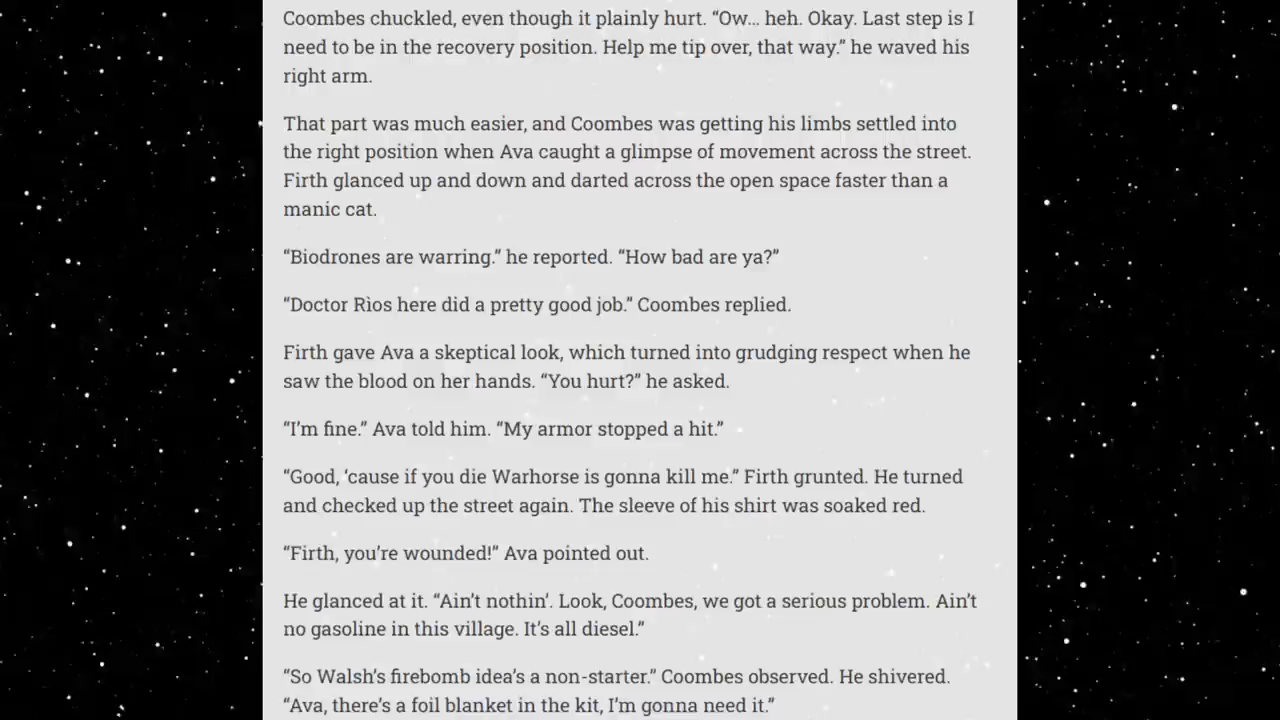 Coombes chuckled, even though it plainly hurt. “Ow… heh. Okay. Last step is I
need to be in the recovery position. Help me tip over, that way.” he waved his
right arm.
That part was much easier, and Coombes was getting his limbs settled into
the right position when Ava caught a glimpse of movement across the street.
Firth glanced up and down and darted across the open space faster than a
manic cat.
“Biodrones are warring.” he reported. “How bad are ya?”
“Doctor Rìos here did a pretty good job.” Coombes replied.
Firth gave Ava a skeptical look, which turned into grudging respect when he
saw the blood on her hands. “You hurt?” he asked.
“I’m fine.” Ava told him. “My armor stopped a hit.”
“Good, ‘cause if you die Warhorse is gonna kill me.” Firth grunted. He turned
and checked up the street again. The sleeve of his shirt was soaked red.
“Firth, you’re wounded!” Ava pointed out.
He glanced at it. “Ain’t nothin’. Look, Coombes, we got a serious problem. Ain’t
no gasoline in this village. It’s all diesel.”
“So Walsh’s firebomb idea’s a non-starter.” Coombes observed. He shivered.
“Ava, there’s a foil blanket in the kit, I’m gonna need it.”